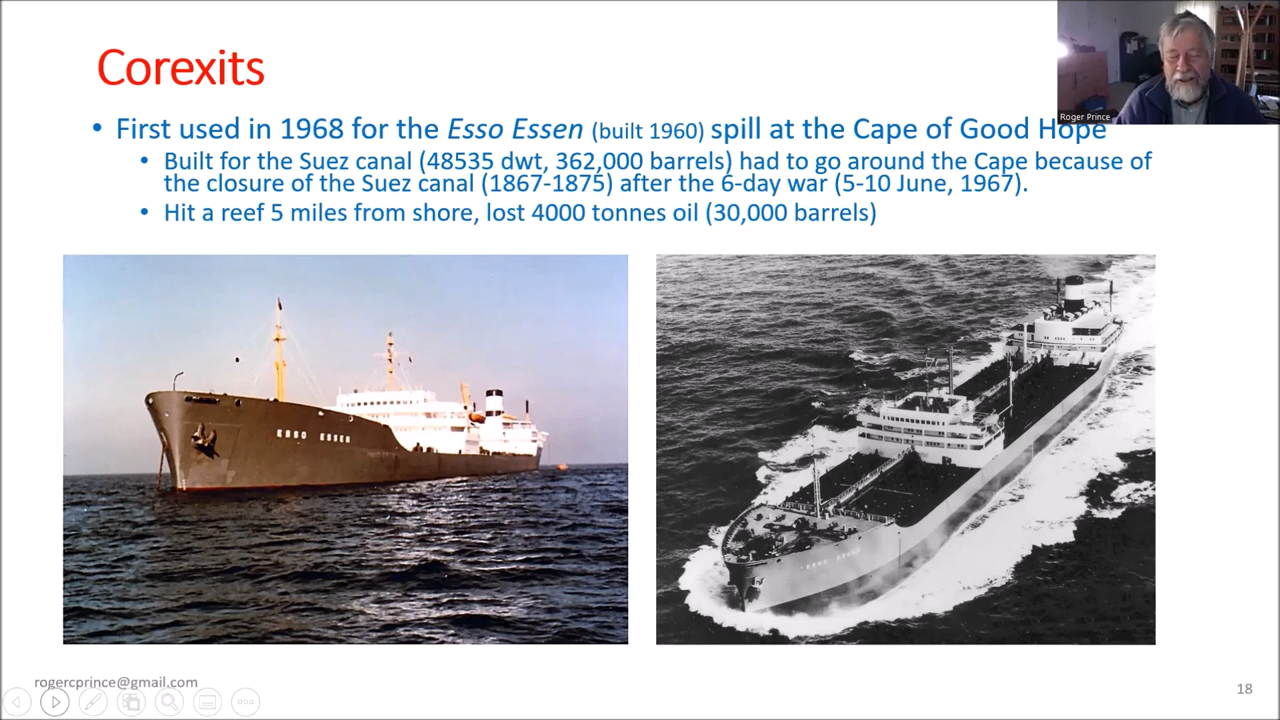 Corexits
Roger Prince
• First used in 1968 for the Esso Essen (built 1960) spill at the Cape of Good Hope
• Built for the Suez canal (48535 dwt, 362,000 barrels) had to go around the Cape because of
the closure of the Suez canal (1867-1875) after the 6-day war (5-10 June, 1967).
• Hit a reef 5 miles from shore, lost 4000 tonnes oil (30,000 barrels)
ESSO ESSEN
rogercprince@gmail.com
18